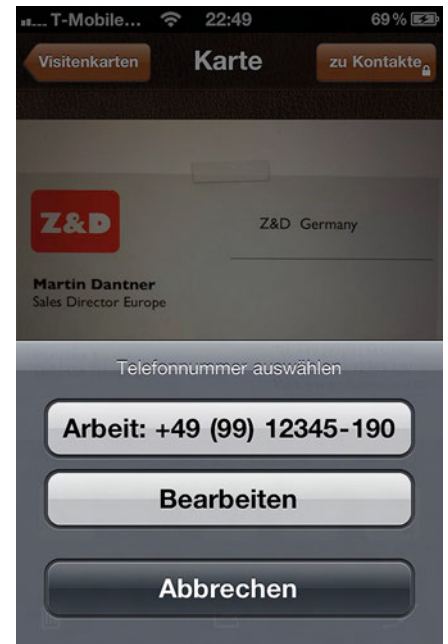 T-Mobile... 22:49 69%
Visitenkarten Karte zu Kontakte
Z&D
Z&D Germany
Martin Dantner
Sales Director Europe
Telefonnummer auswählen
Arbeit: +49 (99) 12345-190
Bearbeiten
Abbrechen